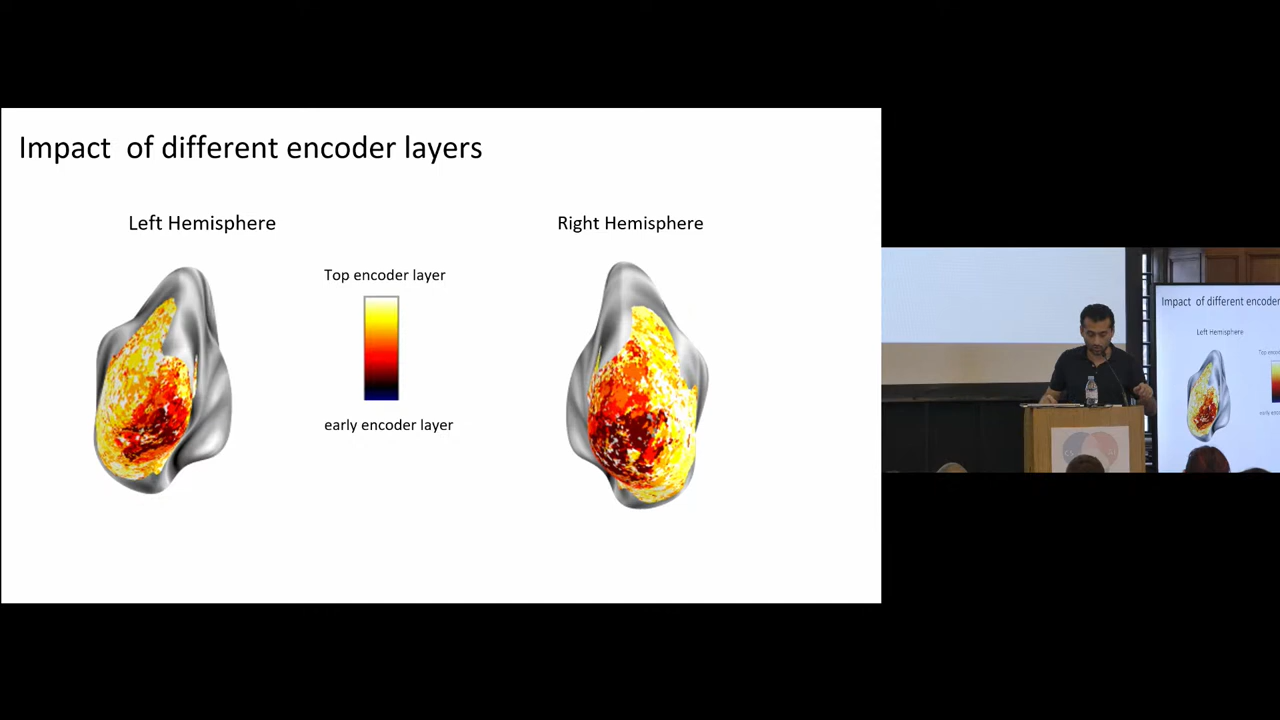 Impact of different encoder layers
Left Hemisphere
Right Hemisphere
Top encoder layer
early encoder layer
Impact of different encoder
Left Hemisphere